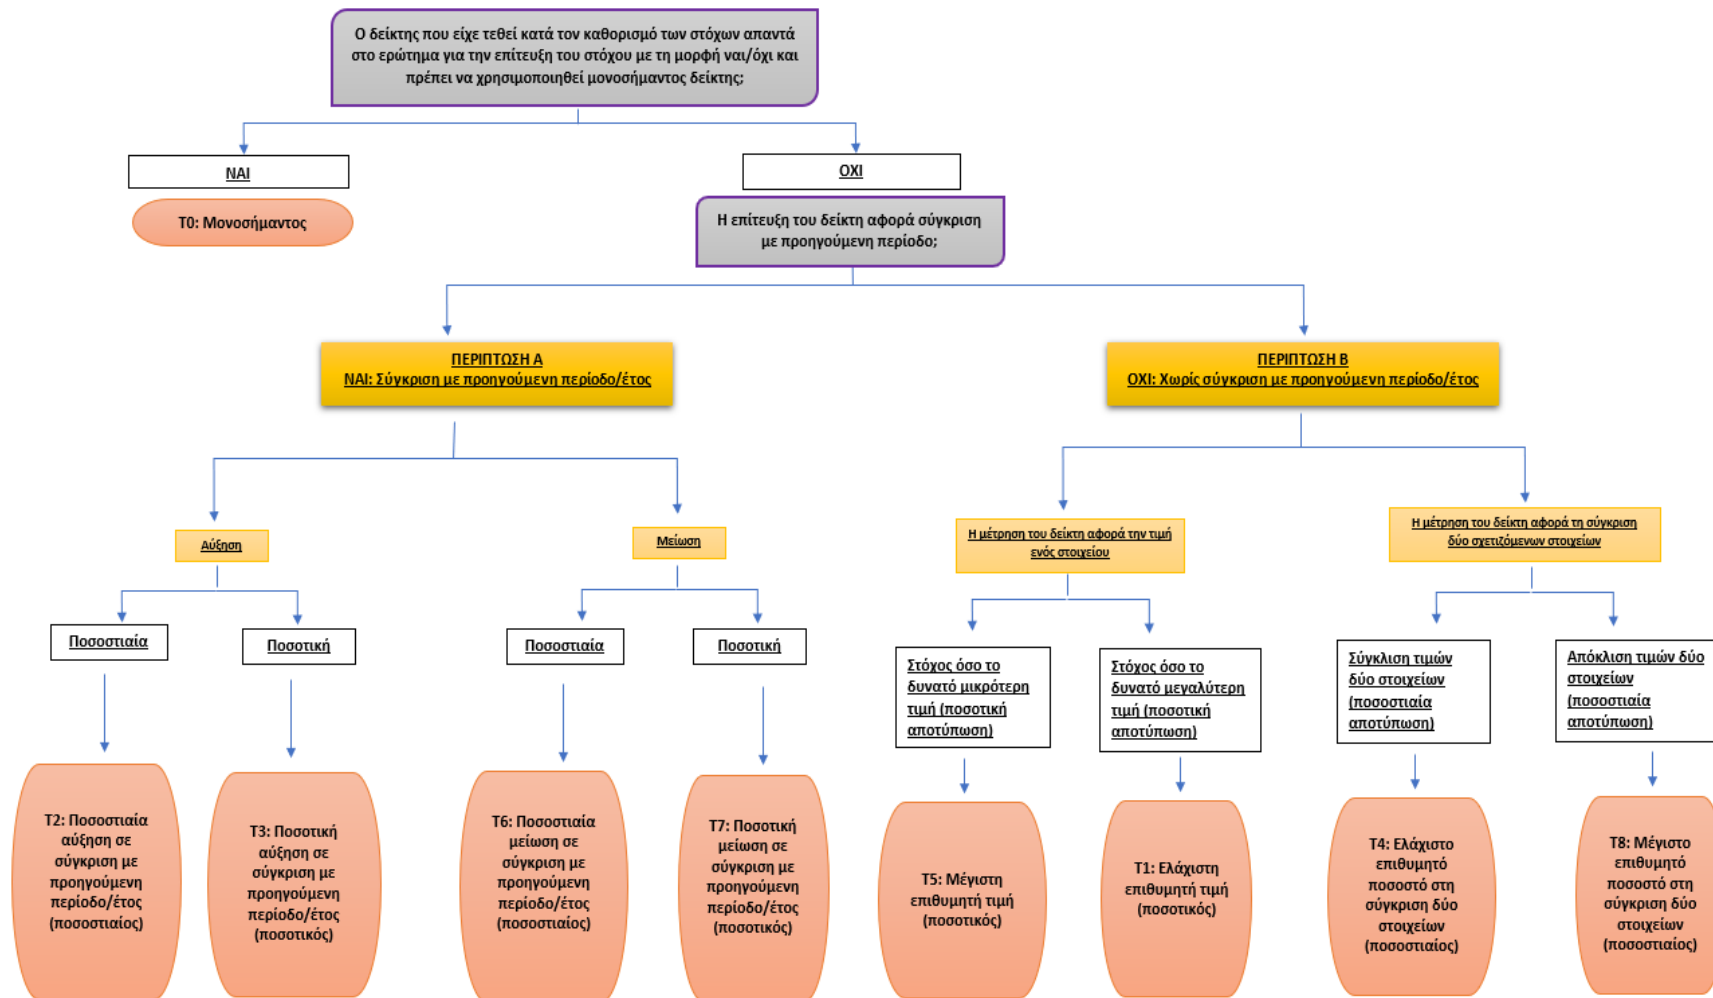 Ο δείκτης που είχε τεθεί κατά τον καθορισμό των στόχων απαντά
στο ερώτημα για την επίτευξη του στόχου με τη μορφή ναι/όχι και
πρέπει να χρησιμοποιηθεί μονοσήμαντος δείκτης;
ΝΑΙ
ΟΧΙ
Τ0: Μονοσήμαντος
Η επίτευξη του δείκτη αφορά σύγκριση
με προηγούμενη περίοδο;
ΠΕΡΙΠΤΩΣΗ Α
ΝΑΙ: Σύγκριση με προηγούμενη περίοδο/έτος
ΠΕΡΙΠΤΩΣΗ Β
ΟΧΙ: Χωρίς σύγκριση με προηγούμενη περίοδο/έτος
Αύξηση
Μείωση
Η μέτρηση του δείκτη αφορά την τιμή
ενός στοιχείου
Η μέτρηση του δείκτη αφορά τη σύγκριση
δύο σχετιζόμενων στοιχείων
Ποσοστιαία
Ποσοτική
Ποσοστιαία
Ποσοτική
Στόχος όσο το
δυνατό μικρότερη
τιμή (ποσοτική
αποτύπωση)
Στόχος όσο το
δυνατό μεγαλύτερη
τιμή (ποσοτική
αποτύπωση)
Σύγκλιση τιμών
δύο στοιχείων
(ποσοστιαία
αποτύπωση)
Απόκλιση τιμών δύο
στοιχείων
(ποσοστιαία
αποτύπωση)
Τ2: Ποσοστιαία
αύξηση σε
σύγκριση με
προηγούμενη
περίοδο/έτος
(ποσοστιαίος)
Τ3: Ποσοτική
αύξηση σε
σύγκριση με
προηγούμενη
περίοδο/έτος
(ποσοτικός)
Τ6: Ποσοστιαία
μείωση σε
σύγκριση με
προηγούμενη
περίοδο/έτος
(ποσοστιαίος)
Τ7: Ποσοτική
μείωση σε
σύγκριση με
προηγούμενη
περίοδο/έτος
(ποσοτικός)
Τ5: Μέγιστη
επιθυμητή τιμή
(ποσοτικός)
Τ1: Ελάχιστη
επιθυμητή τιμή
(ποσοτικός)
Τ4: Ελάχιστο
επιθυμητό
ποσοστό στη
σύγκριση δύο
στοιχείων
(ποσοστιαίος)
Τ8: Μέγιστο
επιθυμητό
ποσοστό στη
σύγκριση δύο
στοιχείων
(ποσοστιαίος)